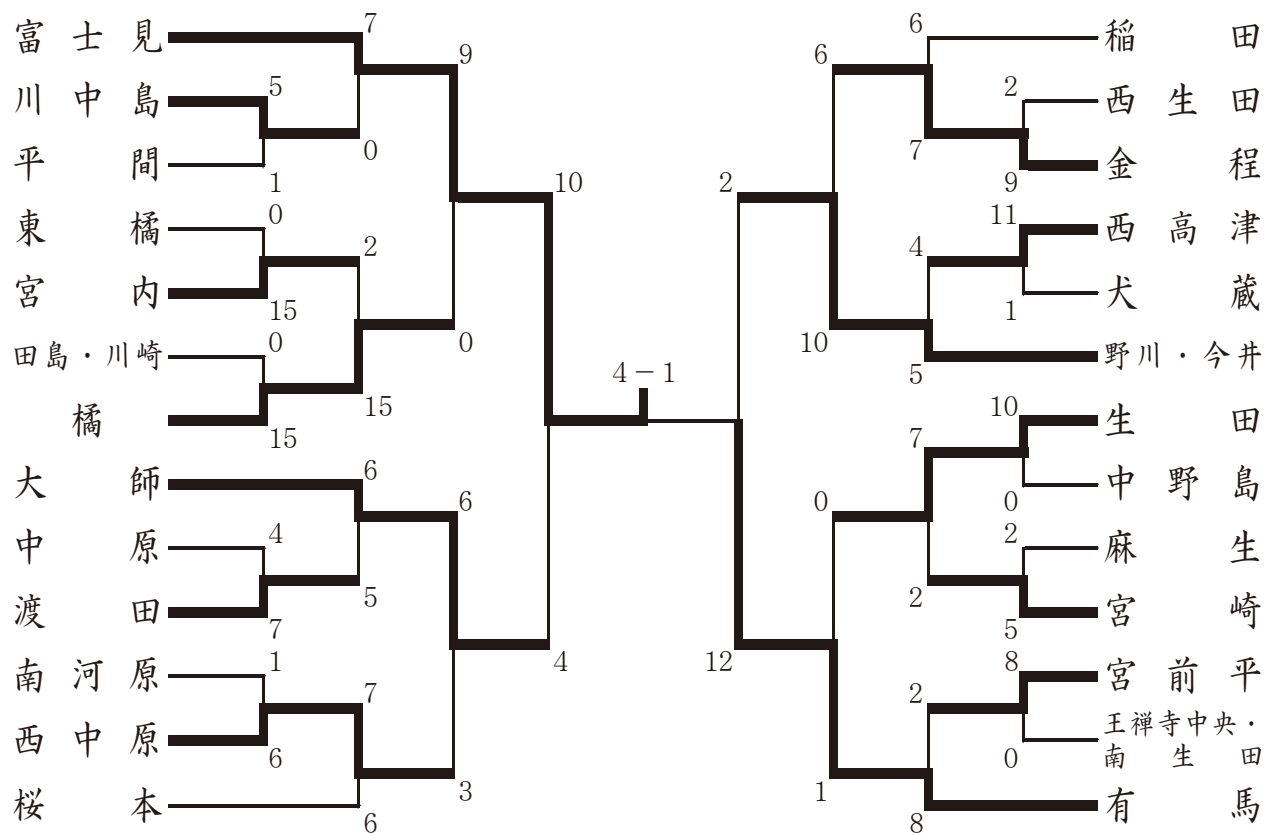 富士見
川中島
平間
東橘
宮内
田島・川崎
橘
大師
中原
渡田
南河原
西中原
桜本
7
5
0
1
0
2
15
0
15
15
6
4
5
7
1
7
6
6
9
0
6
3
10
4
4－1
2
12
6
10
0
1
6
7
4
5
7
2
2
8
2
9
11
1
10
0
2
5
8
0
稲田
西生田
金程
西高津
犬蔵
野川・今井
生田
中野島
麻生
宮崎
宮前平
王禅寺中央・
南生田
有馬